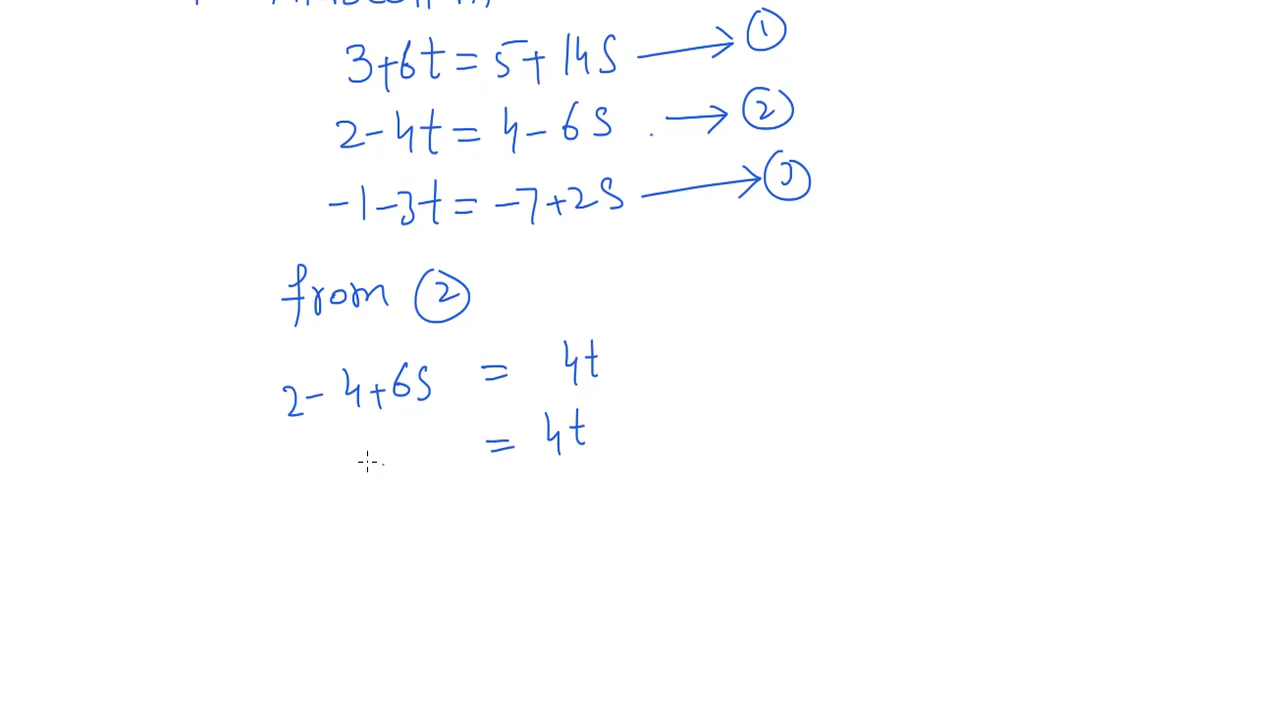 3+6t = 5+14S ⟶ ①
2-4t = 4-6S . ⟶ ②
-1-3t = -7+2S ⟶ ③
from ②
2-4+6S = 4t
= 4t